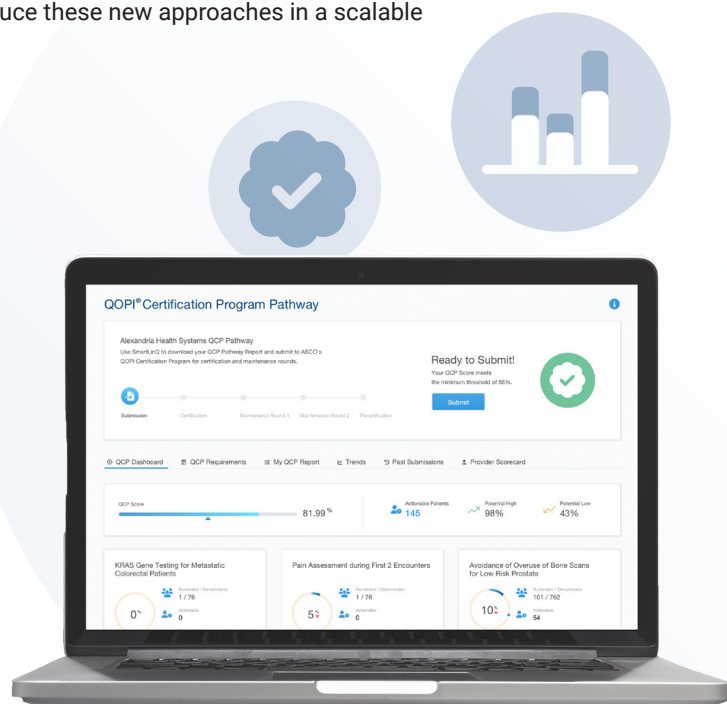 uce these new approaches in a scalable
QOPI® Certification Program Pathway
Alexandria Health Systems QCP Pathway
Use SmartLinQ to download your QCP Pathway Report and submit to ASCO's
QOPI Certification Program for certification and maintenance rounds.
Ready to Submit!
Your QCP Score meets
the minimum threshold of 55%.
Submit
Submission Certification Maintenance Round 1 Maintenance Round 2 Recertification
QCP Dashboard QCP Requirements My QCP Report Trends Past Submissions Provider Scorecard
QCP Score
81.99 %
Actionable Patients
145
Potential High
98%
Potential Low
43%
KRAS Gene Testing for Metastatic
Colorectal Patients
Numerator / Denominator
1 / 76
0%
Actionable
0
Pain Assessment during First 2 Encounters
Numerator / Denominator
1 / 76
5%
Actionable
0
Avoidance of Overuse of Bone Scans
for Low Risk Prostate
Numerator / Denominator
101 / 762
10%
Actionable
54